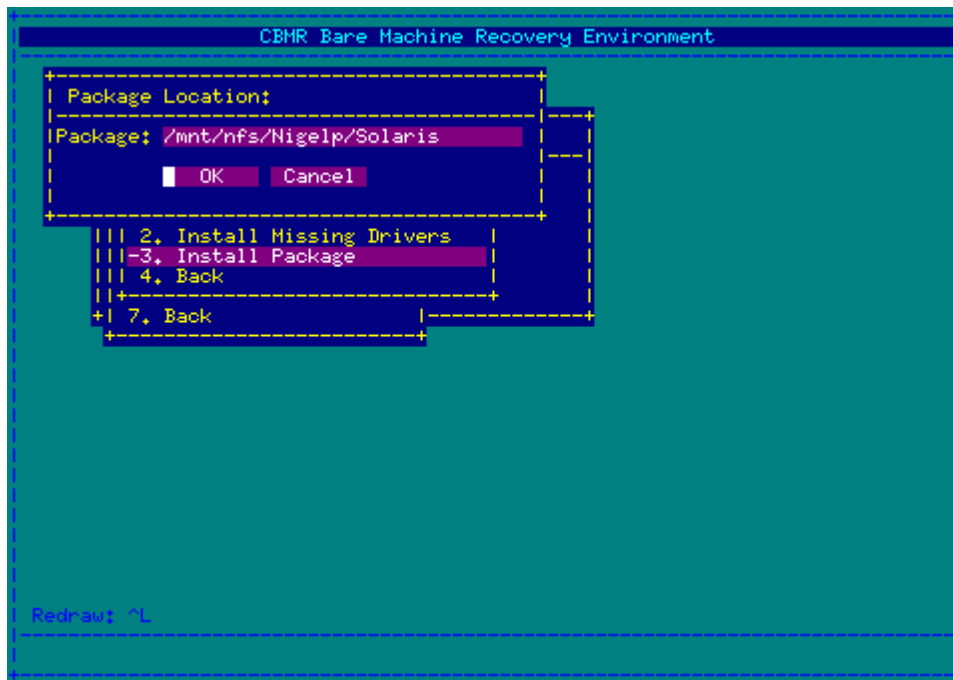 CBMR Bare Machine Recovery Environment
Package Location:
Package: /mnt/nfs/Nigelp/Solaris
OK Cancel
2. Install Missing Drivers
3. Install Package
4. Back
7. Back
Redraw: ^L